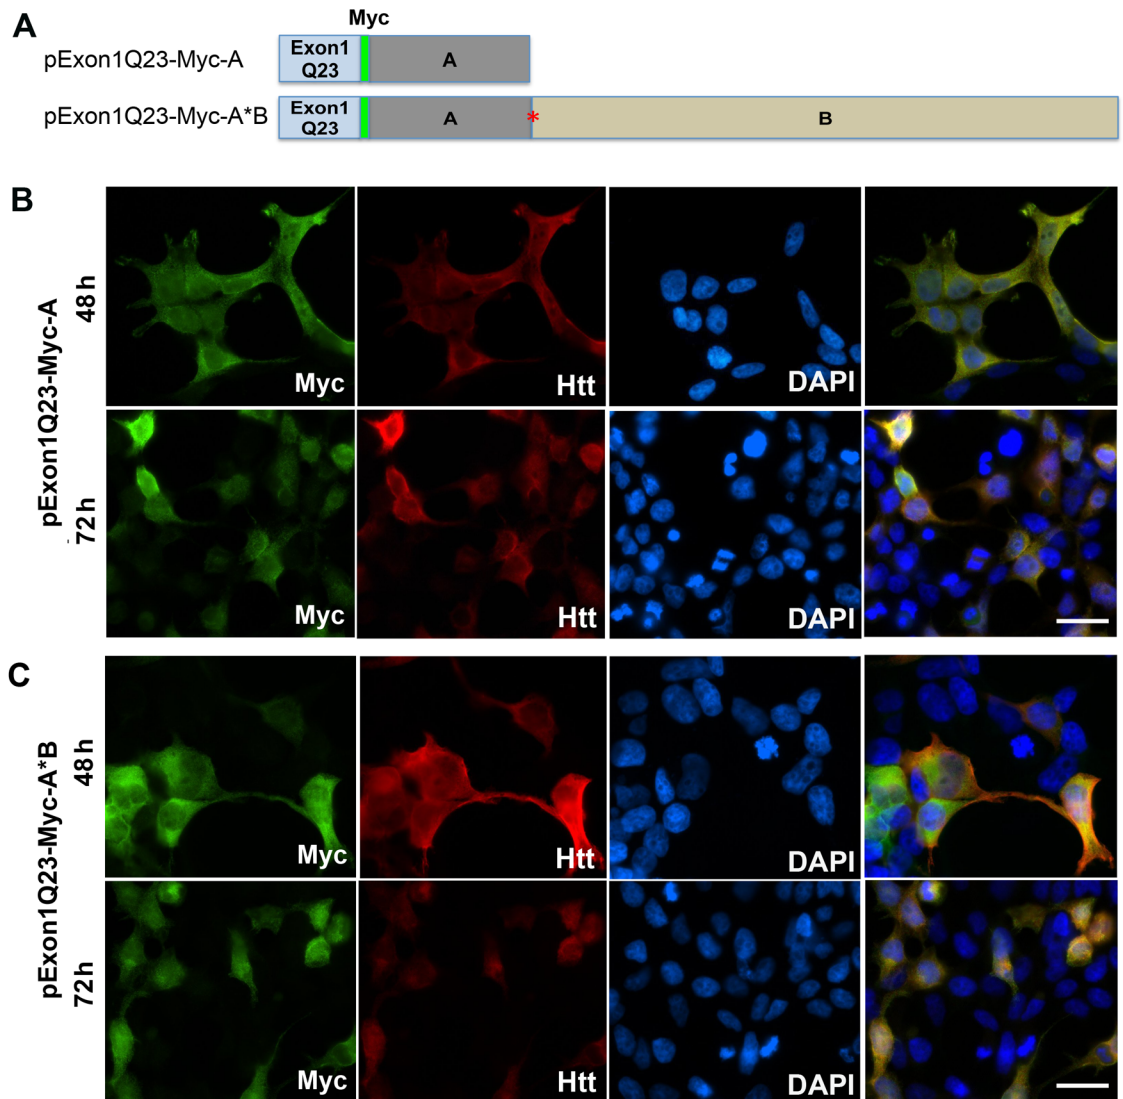 A
Myc
pExon1Q23-Myc-A
Exon1
Q23
A
pExon1Q23-Myc-A*B
Exon1
Q23
A
*
B
B
pExon1Q23-Myc-A
48h
Myc
Htt
DAPI
72h
Myc
Htt
DAPI
C
pExon1Q23-Myc-A*B
48h
Myc
Htt
DAPI
72h
Myc
Htt
DAPI